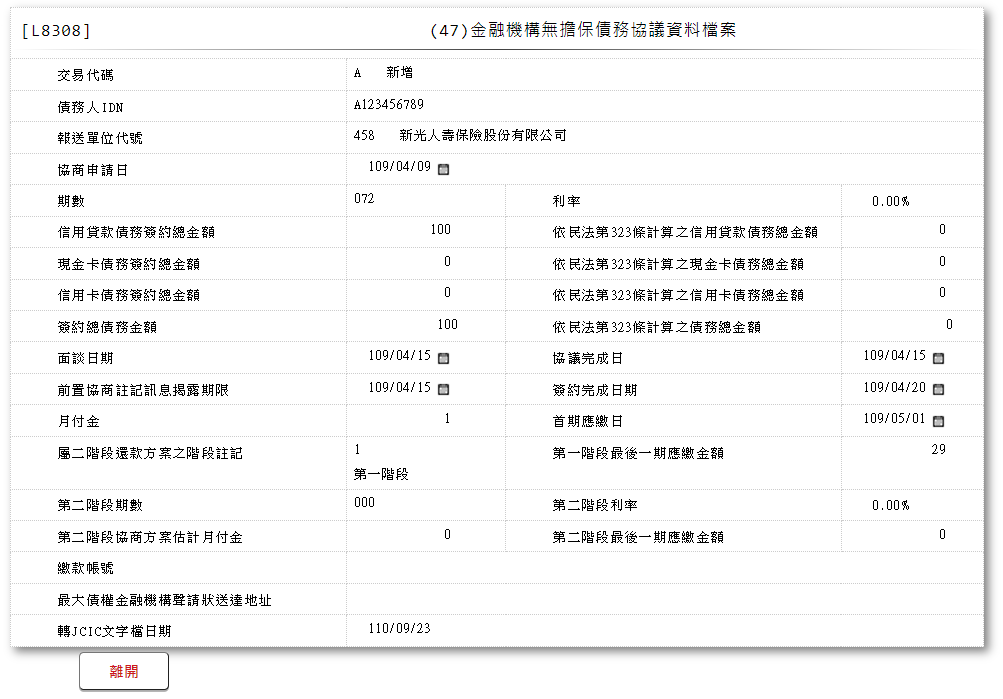 [L8308] (47)金融機構無擔保債務協議資料檔案
交易代碼 A 新增
債務人IDN A123456789
報送單位代號 458 新光人壽保險股份有限公司
協商申請日 109/04/09
期數 072 利率 0.00%
信用貸款債務簽約總金額 100 依民法第323條計算之信用貸款債務總金額 0
現金卡債務簽約總金額 0 依民法第323條計算之現金卡債務總金額 0
信用卡債務簽約總金額 0 依民法第323條計算之信用卡債務總金額 0
簽約總債務金額 100 依民法第323條計算之債務總金額 0
面談日期 109/04/15 協議完成日 109/04/15
前置協商註記訊息揭露期限 109/04/15 簽約完成日期 109/04/20
月付金 1 首期應繳日 109/05/01
屬二階段還款方案之階段註記 1 第一階段最後一期應繳金額 29
第一階段
第二階段期數 000 第二階段利率 0.00%
第二階段協商方案估計月付金 0 第二階段最後一期應繳金額 0
繳款帳號
最大債權金融機構聲請狀送達地址
轉JCIC文字檔日期 110/09/23
離開